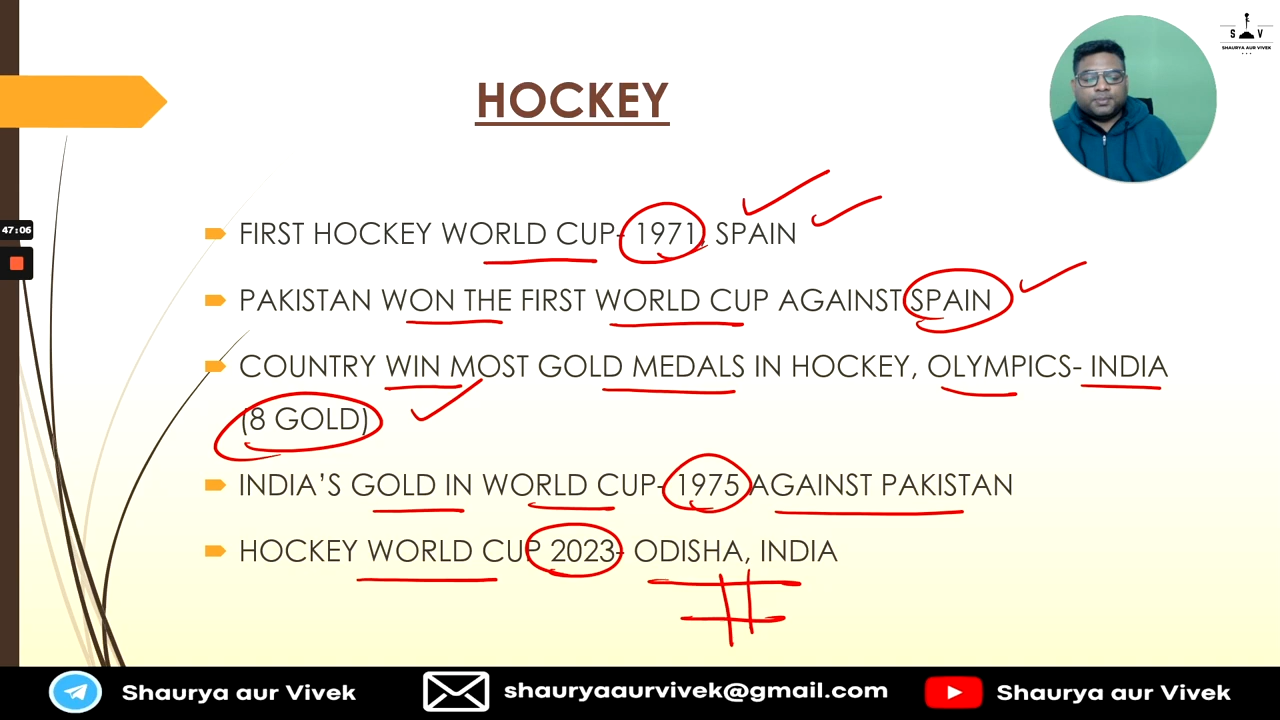 S V
SHAURYA AUR VIVEK
HOCKEY
47:06
FIRST HOCKEY WORLD CUP- 1971, SPAIN
PAKISTAN WON THE FIRST WORLD CUP AGAINST SPAIN
COUNTRY WIN MOST GOLD MEDALS IN HOCKEY, OLYMPICS- INDIA
(8 GOLD)
INDIA'S GOLD IN WORLD CUP- 1975 AGAINST PAKISTAN
HOCKEY WORLD CUP 2023- ODISHA, INDIA
Shaurya aur Vivek
shauryaaurvivek@gmail.com
Shaurya aur Vivek